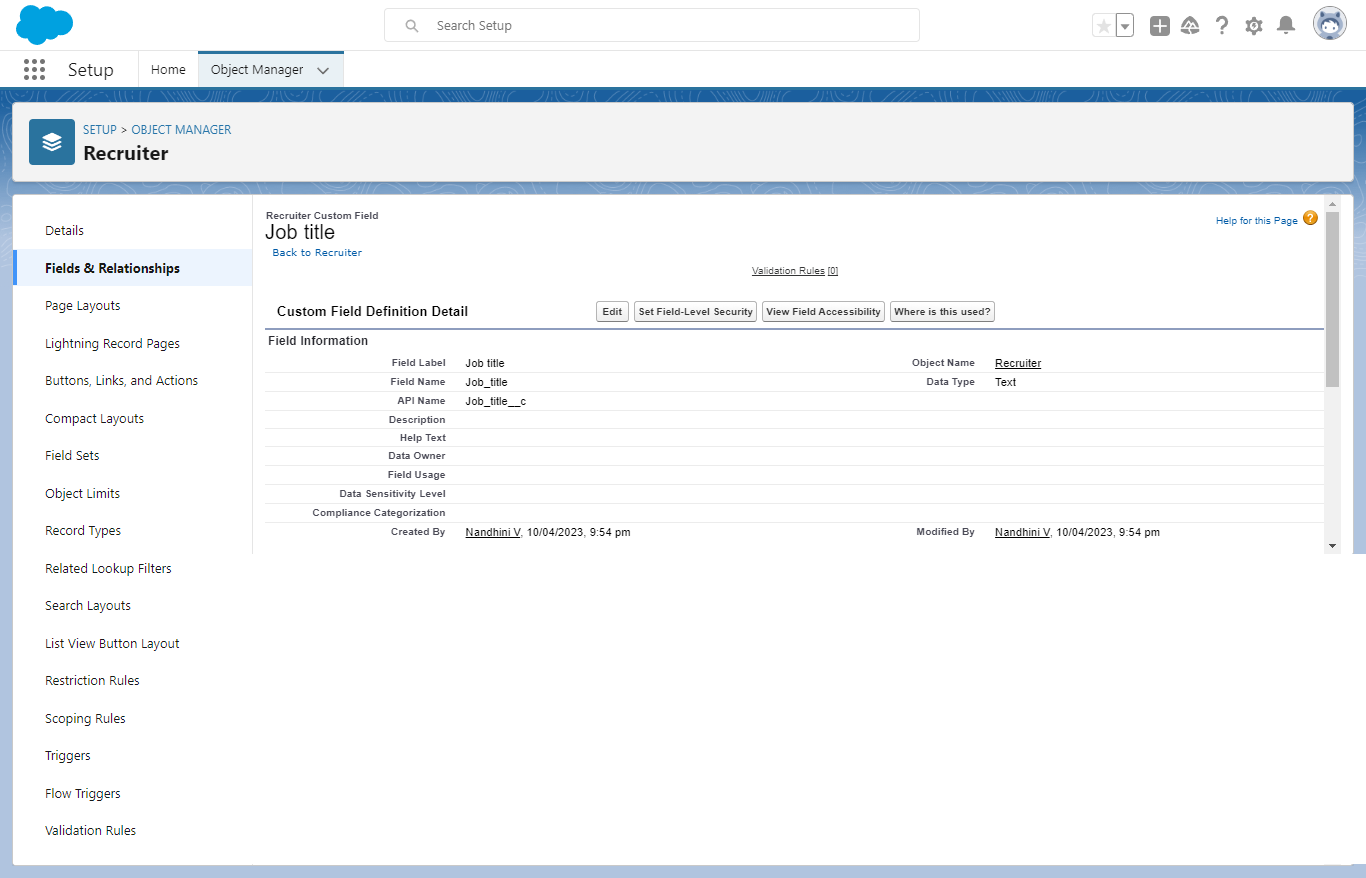 Search Setup
Setup
Home
Object Manager
SETUP > OBJECT MANAGER
Recruiter
Details
Fields & Relationships
Page Layouts
Lightning Record Pages
Buttons, Links, and Actions
Compact Layouts
Field Sets
Object Limits
Record Types
Related Lookup Filters
Search Layouts
List View Button Layout
Restriction Rules
Scoping Rules
Triggers
Flow Triggers
Validation Rules
Recruiter Custom Field
Job title
Back to Recruiter
Help for this Page ?
Validation Rules [0]
Custom Field Definition Detail
Edit
Set Field-Level Security
View Field Accessibility
Where is this used?
Field Information
Field Label Job title Object Name Recruiter
Field Name Job_title Data Type Text
API Name Job_title__c
Description
Help Text
Data Owner
Field Usage
Data Sensitivity Level
Compliance Categorization
Created By Nandhini V, 10/04/2023, 9:54 pm Modified By Nandhini V, 10/04/2023, 9:54 pm